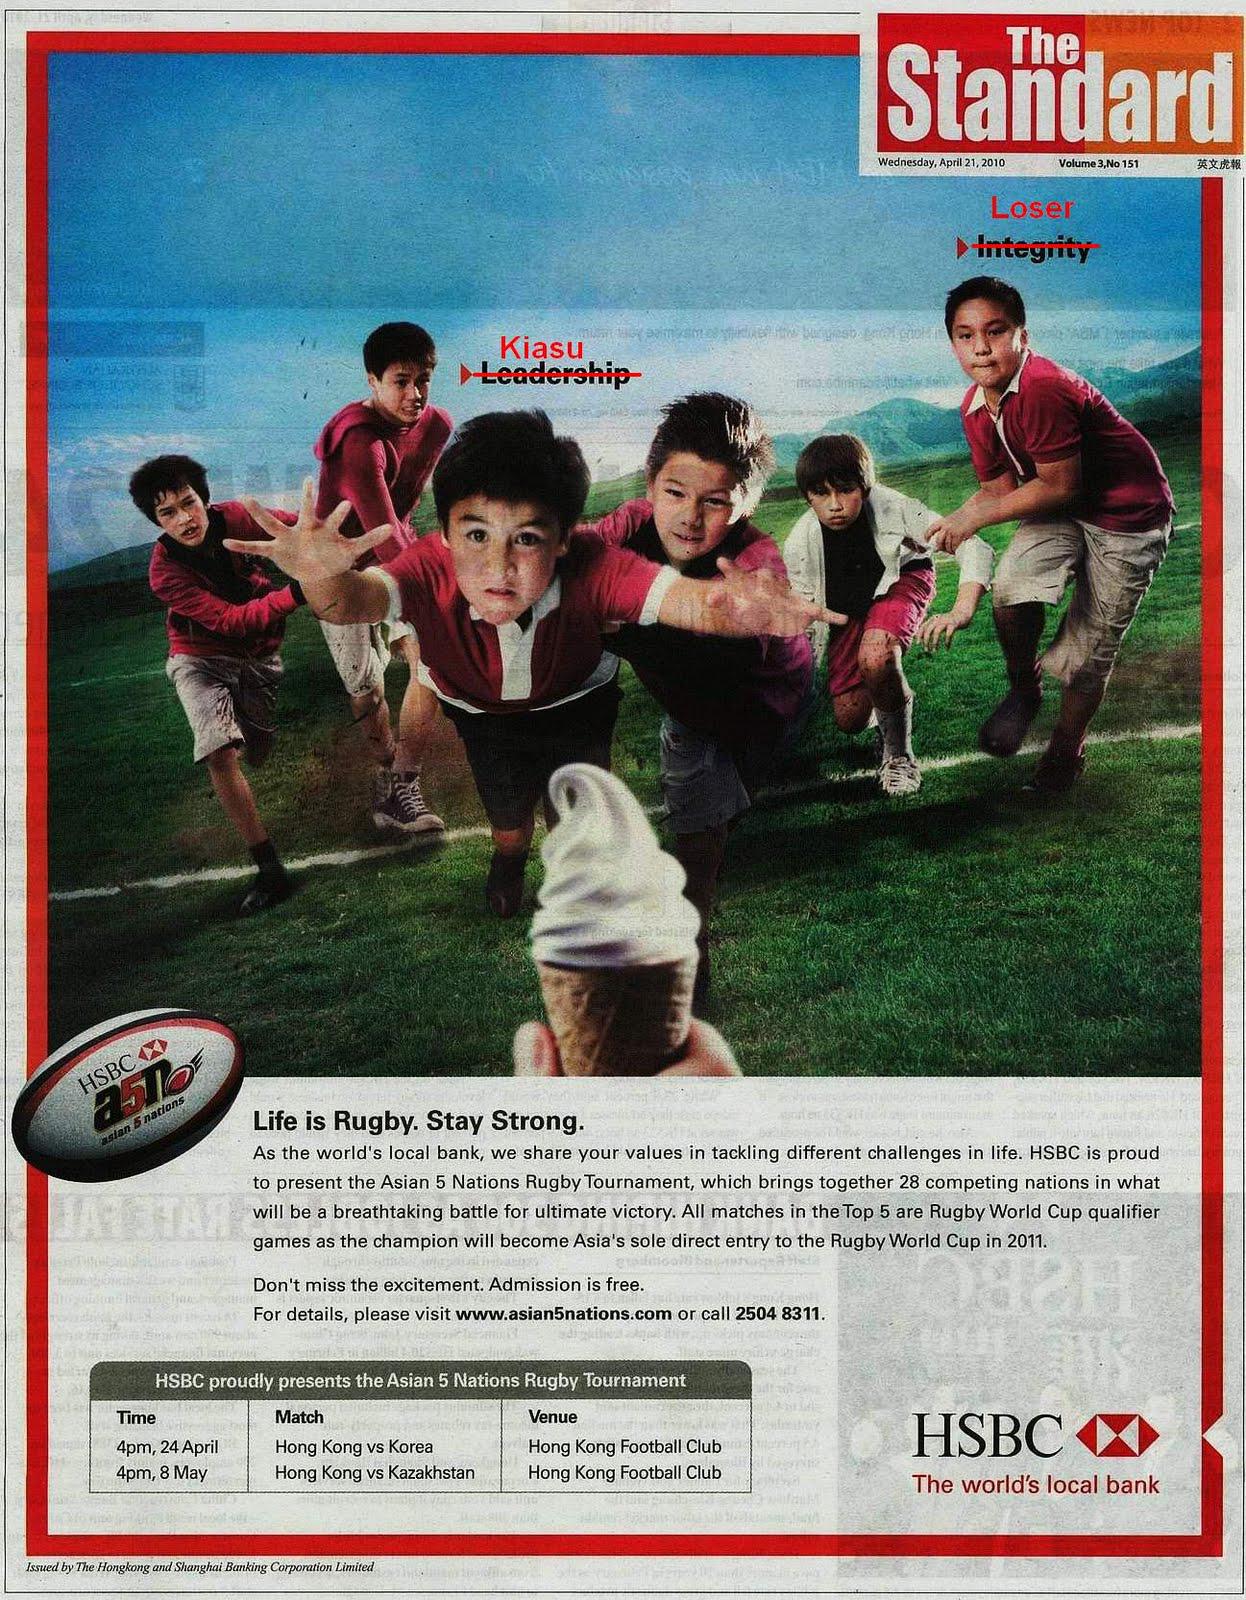 The
Standard
Wednesday, April 21, 2010 Volume 3,No 151 英文虎報
Loser
Integrity
Kiasu
Leadership
HSBC
a5n
asian 5 nations
Life is Rugby. Stay Strong.
As the world's local bank, we share your values in tackling different challenges in life. HSBC is proud
to present the Asian 5 Nations Rugby Tournament, which brings together 28 competing nations in what
will be a breathtaking battle for ultimate victory. All matches in the Top 5 are Rugby World Cup qualifier
games as the champion will become Asia's sole direct entry to the Rugby World Cup in 2011.
Don't miss the excitement. Admission is free.
For details, please visit www.asian5nations.com or call 2504 8311.
HSBC proudly presents the Asian 5 Nations Rugby Tournament
Time Match Venue
4pm, 24 April Hong Kong vs Korea Hong Kong Football Club
4pm, 8 May Hong Kong vs Kazakhstan Hong Kong Football Club
HSBC
The world's local bank
Issued by The Hongkong and Shanghai Banking Corporation Limited